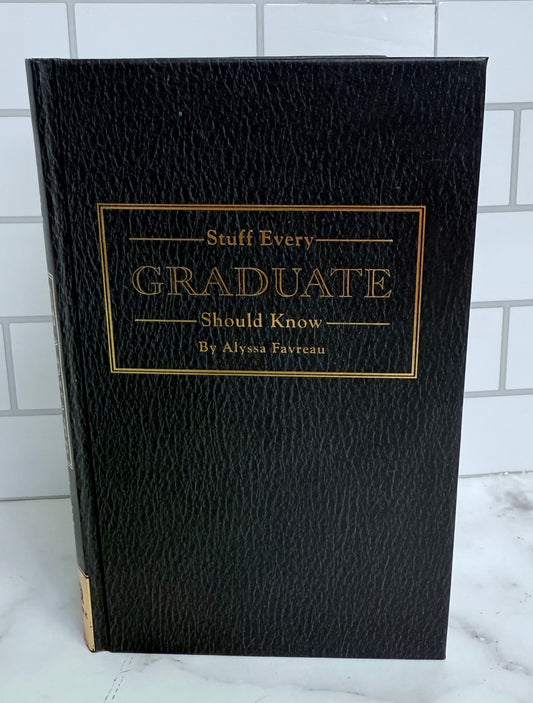 Stuff Every
GRADUATE
Should Know
By Alyssa Favreau